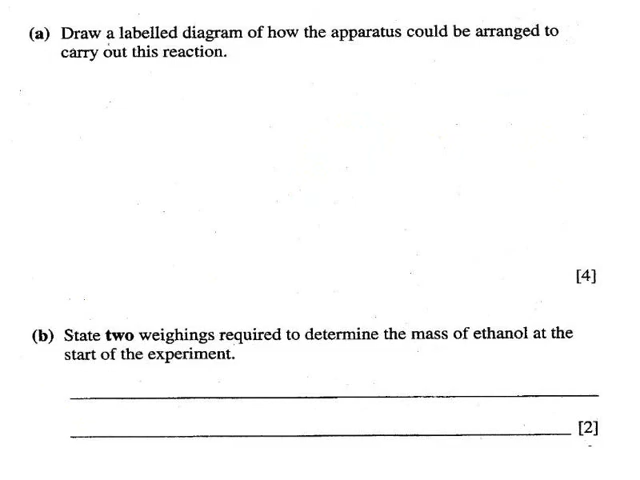 (a) Draw a labelled diagram of how the apparatus could be arranged to
carry out this reaction.
[4]
(b) State two weighings required to determine the mass of ethanol at the
start of the experiment.
[2]